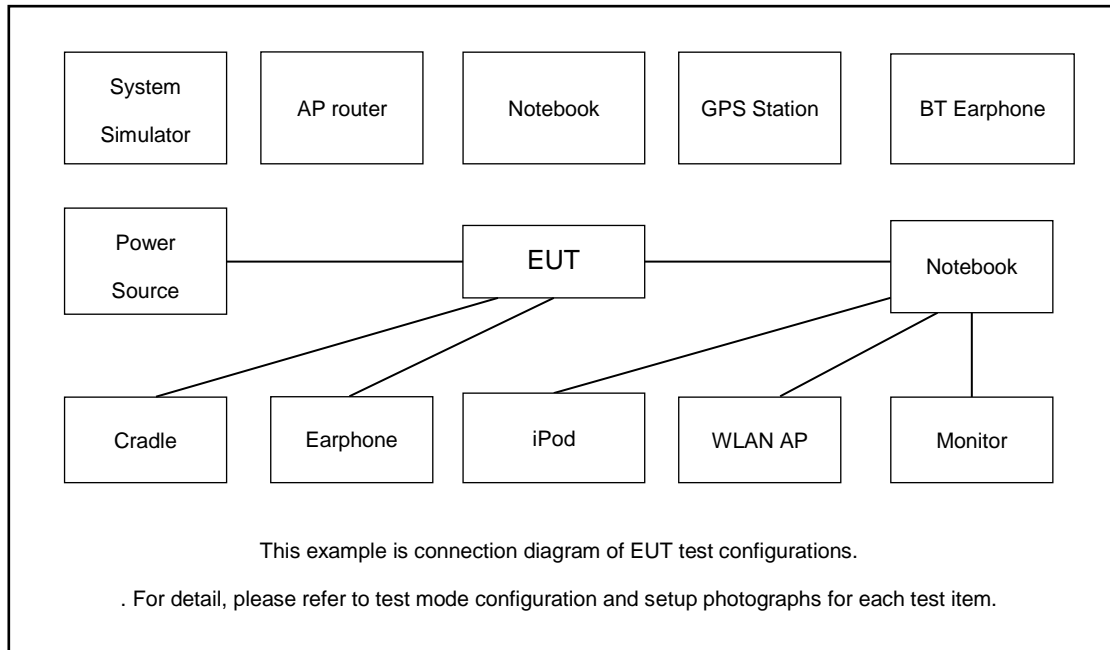 System
Simulator
AP router
Notebook
GPS Station
BT Earphone
Power
Source
EUT
Notebook
Cradle
Earphone
iPod
WLAN AP
Monitor
This example is connection diagram of EUT test configurations.
. For detail, please refer to test mode configuration and setup photographs for each test item.